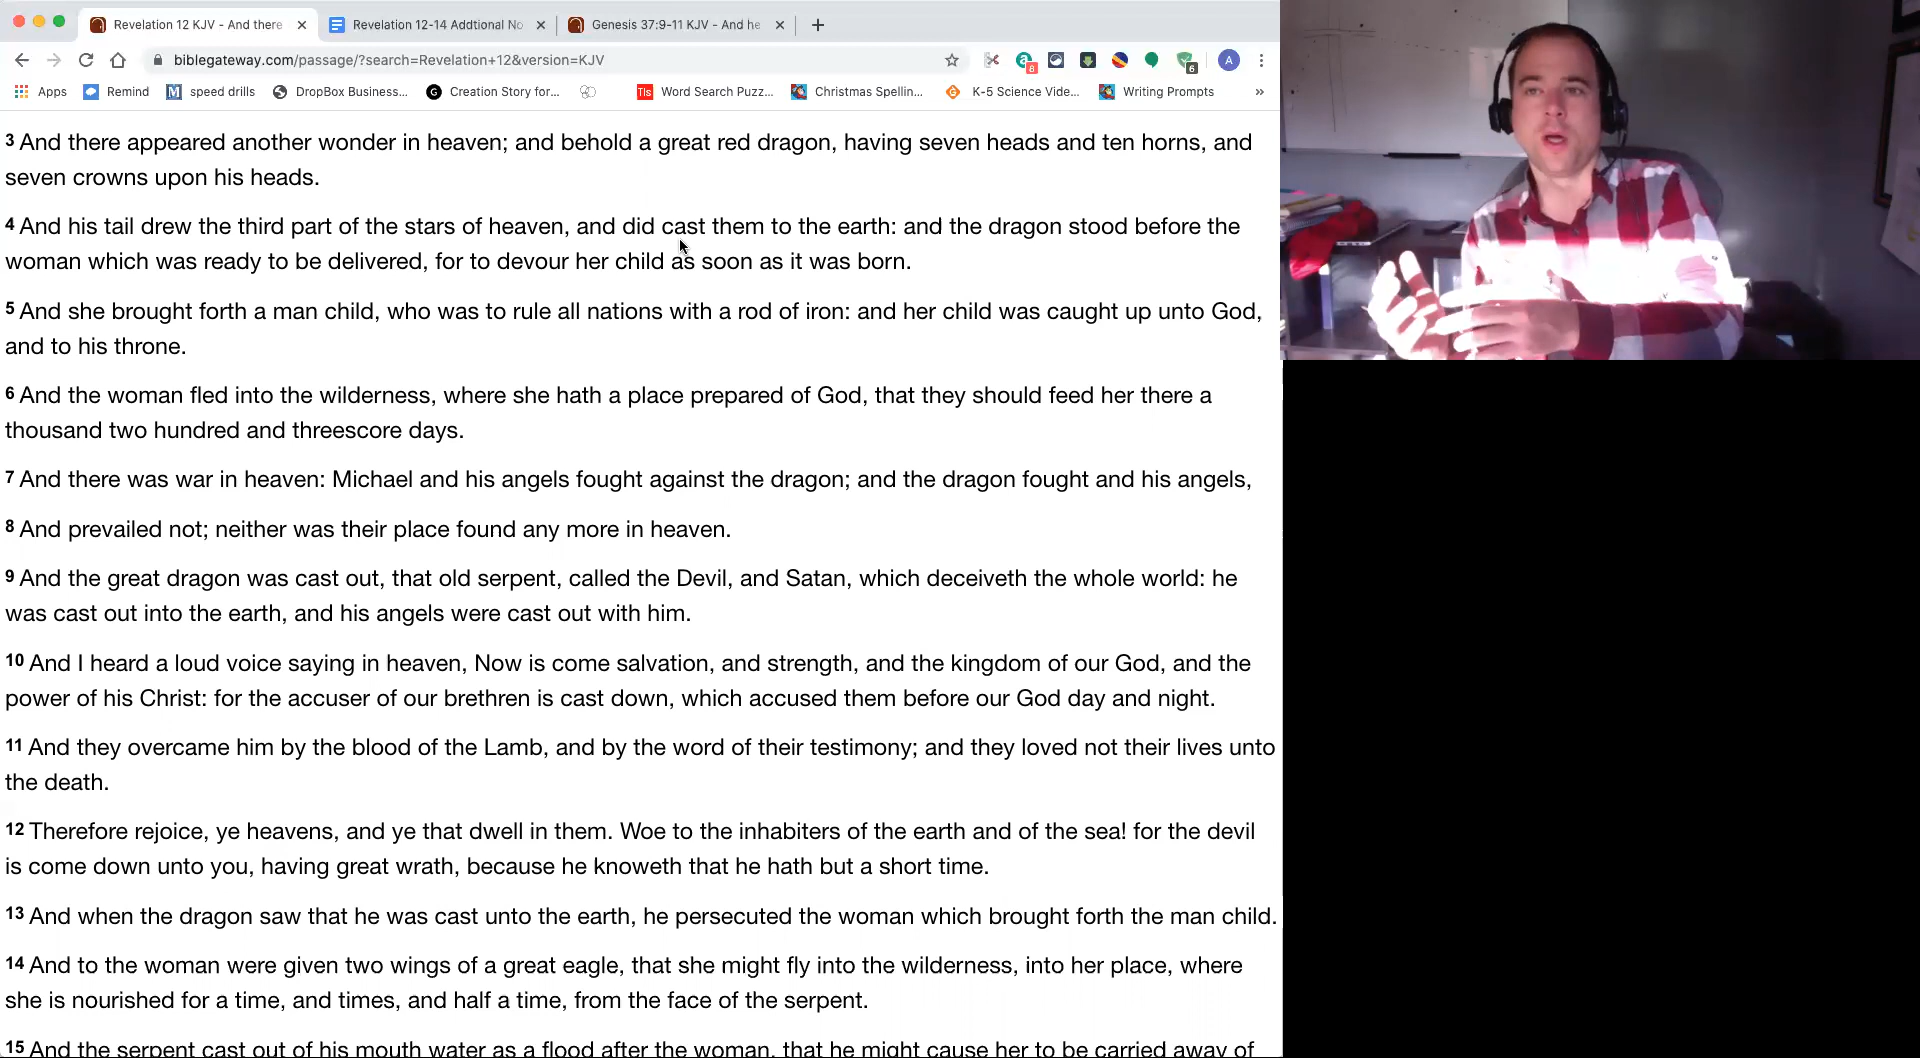 Revelation 12 KJV - And there
Revelation 12-14 Addtional No
Genesis 37:9-11 KJV - And he
biblegateway.com/passage/?search=Revelation+12&version=KJV
8
6
A
Apps
Remind
speed drills
DropBox Business...
Creation Story for...
Word Search Puzz...
Christmas Spellin...
K-5 Science Vide...
Writing Prompts
»
3 And there appeared another wonder in heaven; and behold a great red dragon, having seven heads and ten horns, and
seven crowns upon his heads.
4 And his tail drew the third part of the stars of heaven, and did cast them to the earth: and the dragon stood before the
woman which was ready to be delivered, for to devour her child as soon as it was born.
5 And she brought forth a man child, who was to rule all nations with a rod of iron: and her child was caught up unto God,
and to his throne.
6 And the woman fled into the wilderness, where she hath a place prepared of God, that they should feed her there a
thousand two hundred and threescore days.
7 And there was war in heaven: Michael and his angels fought against the dragon; and the dragon fought and his angels,
8 And prevailed not; neither was their place found any more in heaven.
9 And the great dragon was cast out, that old serpent, called the Devil, and Satan, which deceiveth the whole world: he
was cast out into the earth, and his angels were cast out with him.
10 And I heard a loud voice saying in heaven, Now is come salvation, and strength, and the kingdom of our God, and the
power of his Christ: for the accuser of our brethren is cast down, which accused them before our God day and night.
11 And they overcame him by the blood of the Lamb, and by the word of their testimony; and they loved not their lives unto
the death.
12 Therefore rejoice, ye heavens, and ye that dwell in them. Woe to the inhabiters of the earth and of the sea! for the devil
is come down unto you, having great wrath, because he knoweth that he hath but a short time.
13 And when the dragon saw that he was cast unto the earth, he persecuted the woman which brought forth the man child.
14 And to the woman were given two wings of a great eagle, that she might fly into the wilderness, into her place, where
she is nourished for a time, and times, and half a time, from the face of the serpent.
15 And the serpent cast out of his mouth water as a flood after the woman, that he might cause her to be carried away of